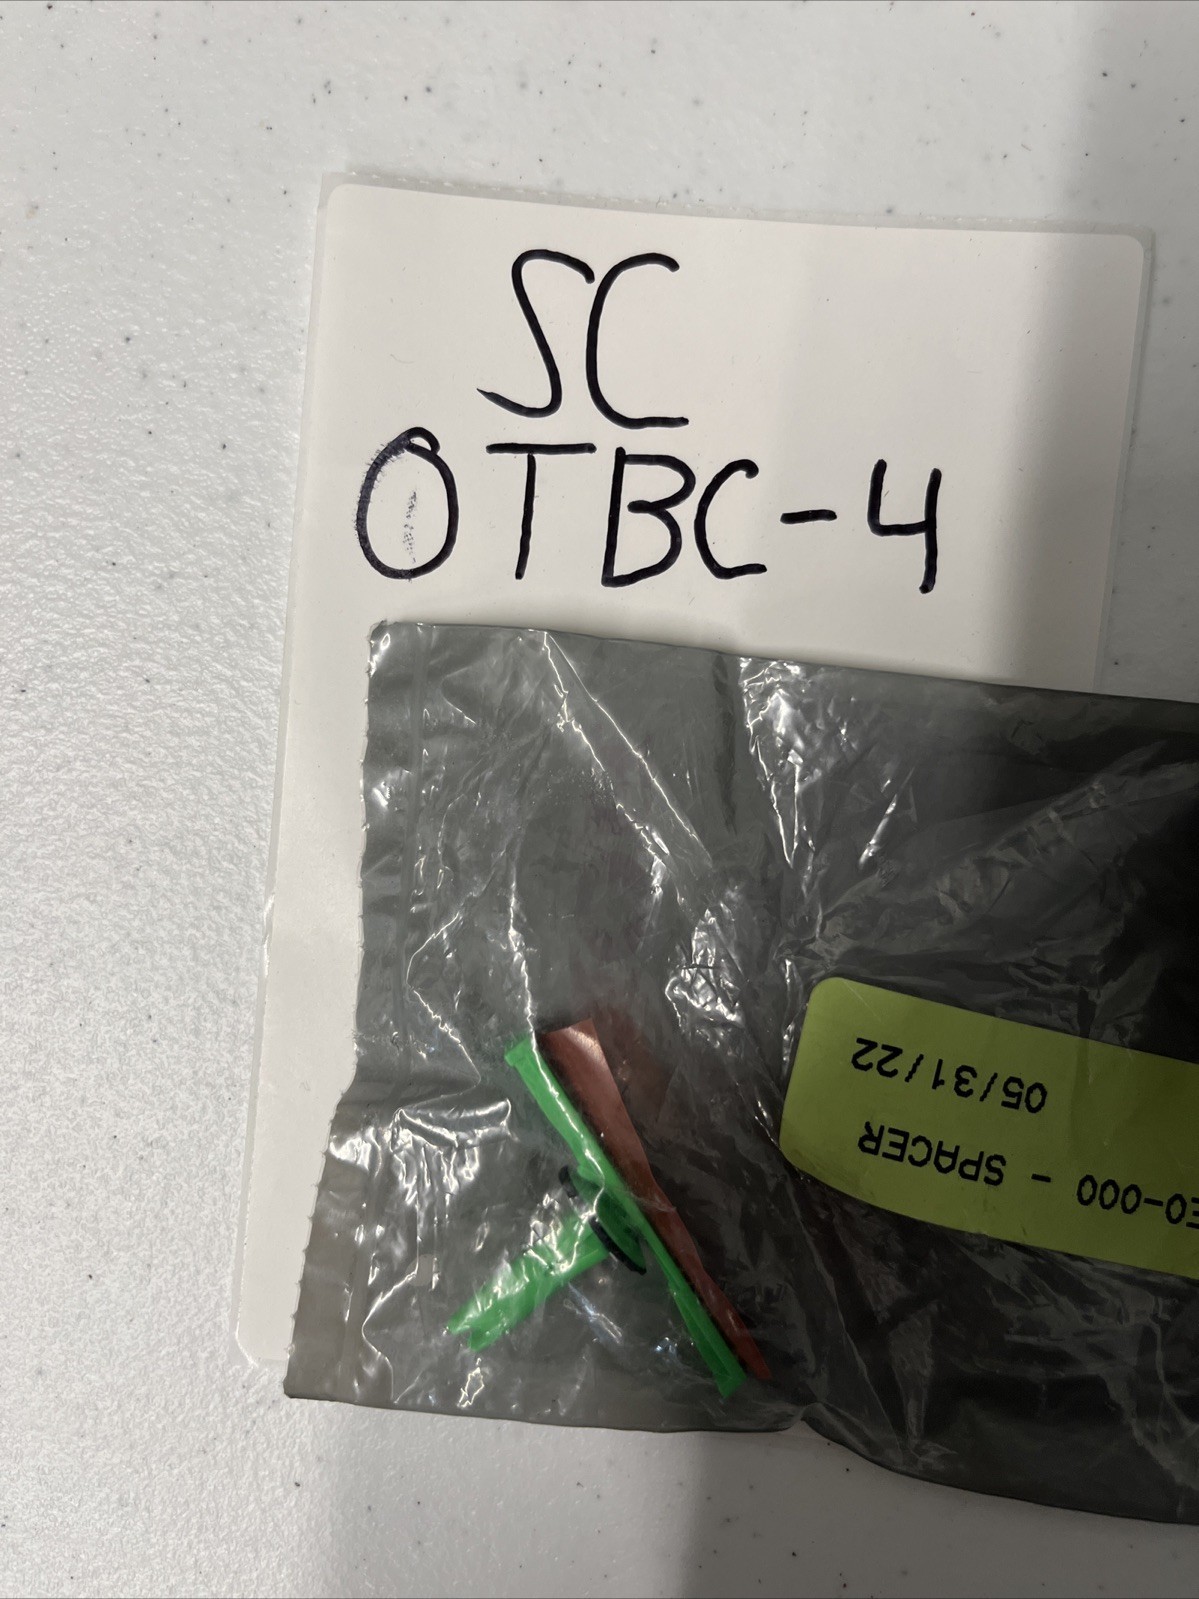 SC
OTBC-4
E0-000 - SPACER
05/31/22